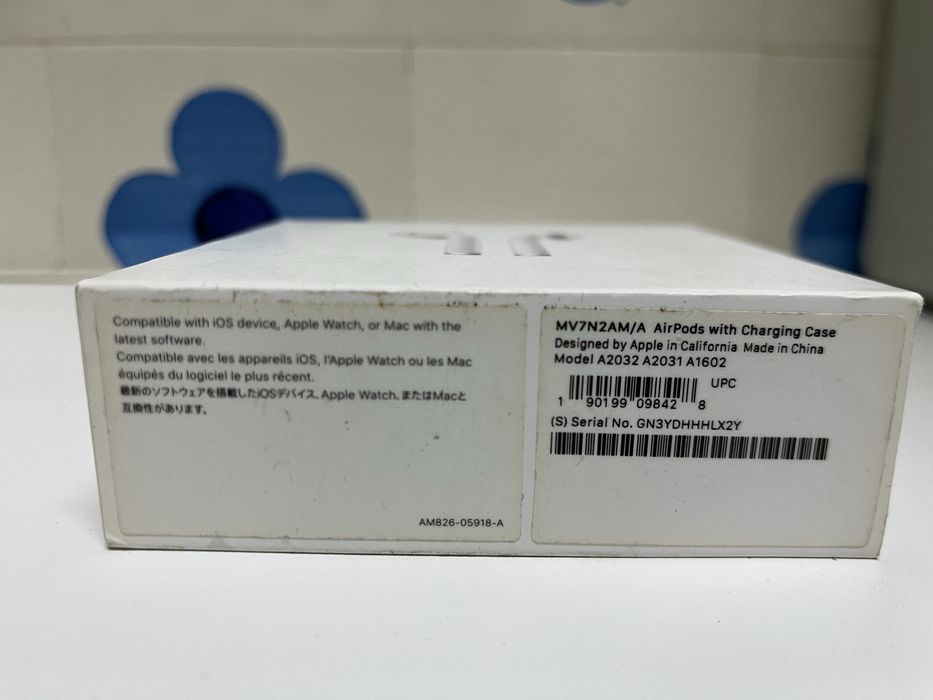 Compatible with iOS device, Apple Watch, or Mac with the
latest software.
Compatible avec les appareils iOS, l'Apple Watch ou les Mac
équipés du logiciel le plus récent.
最新のソフトウェアを搭載したiOSデバイス、Apple Watch、またはMacと
互換性があります。
AM826-05918-A
MV7N2AM/A AirPods with Charging Case
Designed by Apple in California Made in China
Model A2032 A2031 A1602
UPC
1 90199 09842 8
(S) Serial No. GN3YDHHHLX2Y